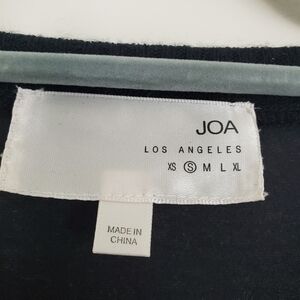 JOA
LOS ANGELES
XS S M L XL
MADE IN
CHINA